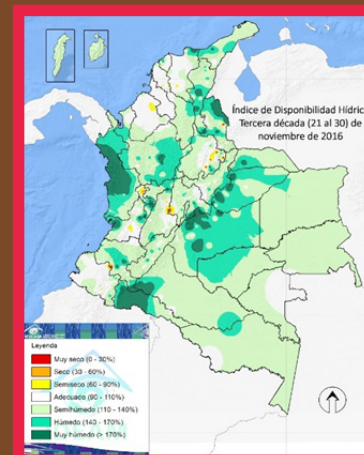 Índice de Disponibilidad Hídric
Tercera década (21 al 30) de
noviembre de 2016
Leyenda
Muy seco (0 - 30%)
Seco (30 - 60%)
Semiseco (60 - 90%)
Adecuado (90 - 110%)
Semihúmedo (110 - 140%)
Húmedo (140 - 170%)
Muy húmedo (> 170%)